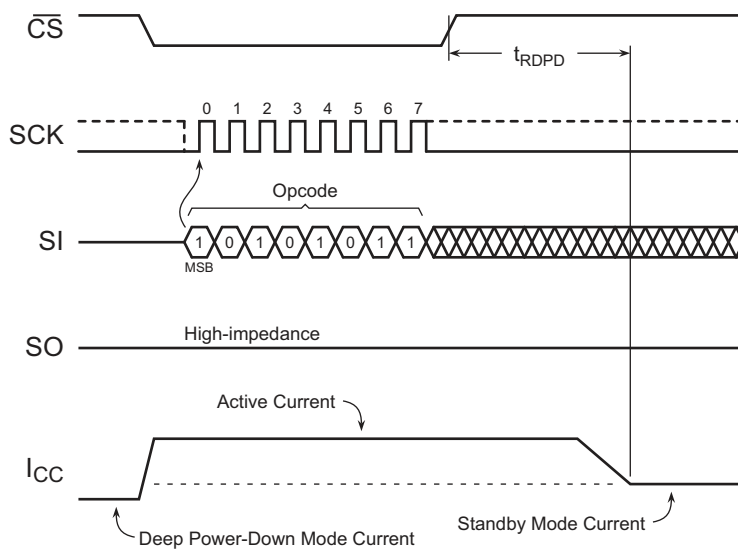 CS
tRDPD
0 1 2 3 4 5 6 7
SCK
Opcode
SI
1 0 1 0 1 0 1 1
MSB
High-impedance
SO
Active Current
ICC
Standby Mode Current
Deep Power-Down Mode Current